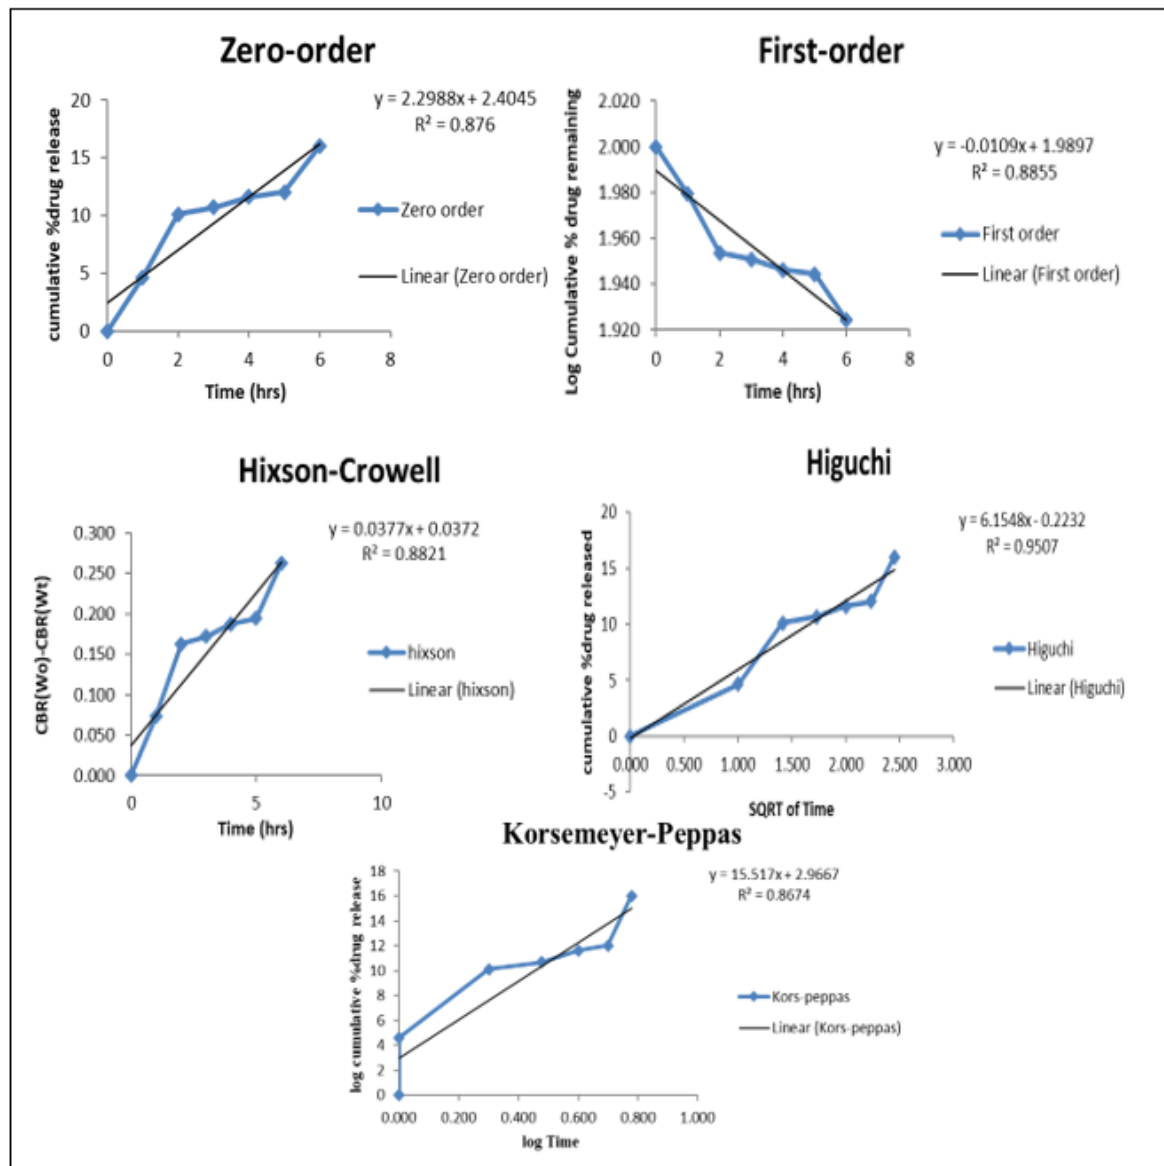 Zero-order
y = 2.2988x + 2.4045
R² = 0.876
cumulative %drug release
20
15
10
5
0
0 2 4 6 8
Time (hrs)
Zero order
Linear (Zero order)
First-order
y = -0.0109x + 1.9897
R² = 0.8855
Log Cumulative % drug remaining
2.020
2.000
1.980
1.960
1.940
1.920
0 2 4 6 8
Time (hrs)
First order
Linear (First order)
Hixson-Crowell
y = 0.0377x + 0.0372
R² = 0.8821
CBR(Wo)-CBR(Wt)
0.300
0.250
0.200
0.150
0.100
0.050
0.000
0 5 10
Time (hrs)
hixson
Linear (hixson)
Higuchi
y = 6.1548x - 0.2232
R² = 0.9507
cumulative %drug released
20
15
10
5
0
-5
0.000 0.500 1.000 1.500 2.000 2.500 3.000
SQRT of Time
Higuchi
Linear (Higuchi)
Korsemeyer-Peppas
y = 15.517x + 2.9667
R² = 0.8674
log cumulative %drug release
18
16
14
12
10
8
6
4
2
0
0.000 0.200 0.400 0.600 0.800 1.000
log Time
Kors-peppas
Linear (Kors-peppas)